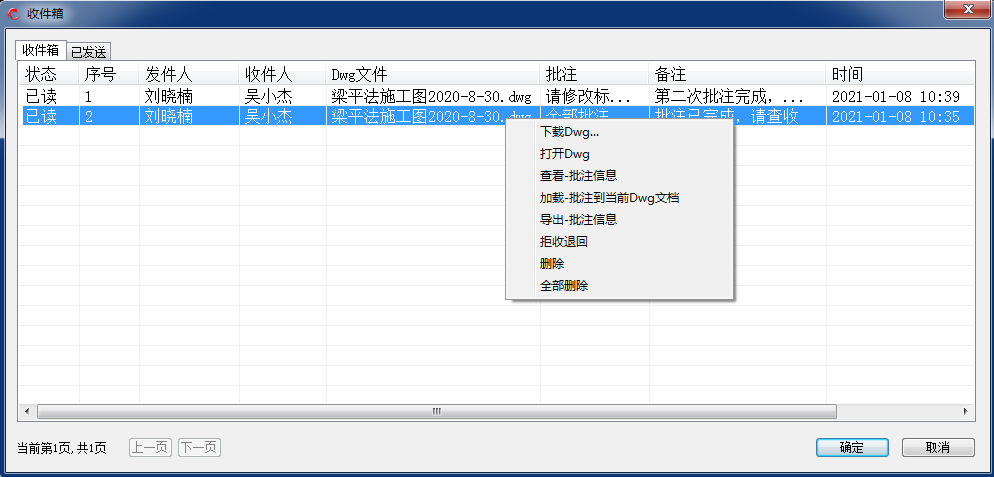 收件箱
收件箱 已发送
状态 序号 发件人 收件人 Dwg文件 批注 备注 时间
已读 1 刘晓楠 吴小杰 梁平法施工图2020-8-30.dwg 请修改标... 第二次批注完成，... 2021-01-08 10:39
已读 2 刘晓楠 吴小杰 梁平法施工图2020-8-30.dwg 全部批注 批注已完成，请查收 2021-01-08 10:35
下载Dwg...
打开Dwg
查看-批注信息
加载-批注到当前Dwg文档
导出-批注信息
拒收退回
删除
全部删除
当前第1页, 共1页 上一页 下一页 确定 取消